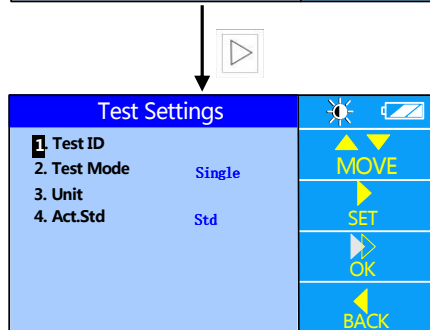 Test Settings
1. Test ID
2. Test Mode Single
3. Unit
4. Act.Std Std
MOVE
SET
OK
BACK